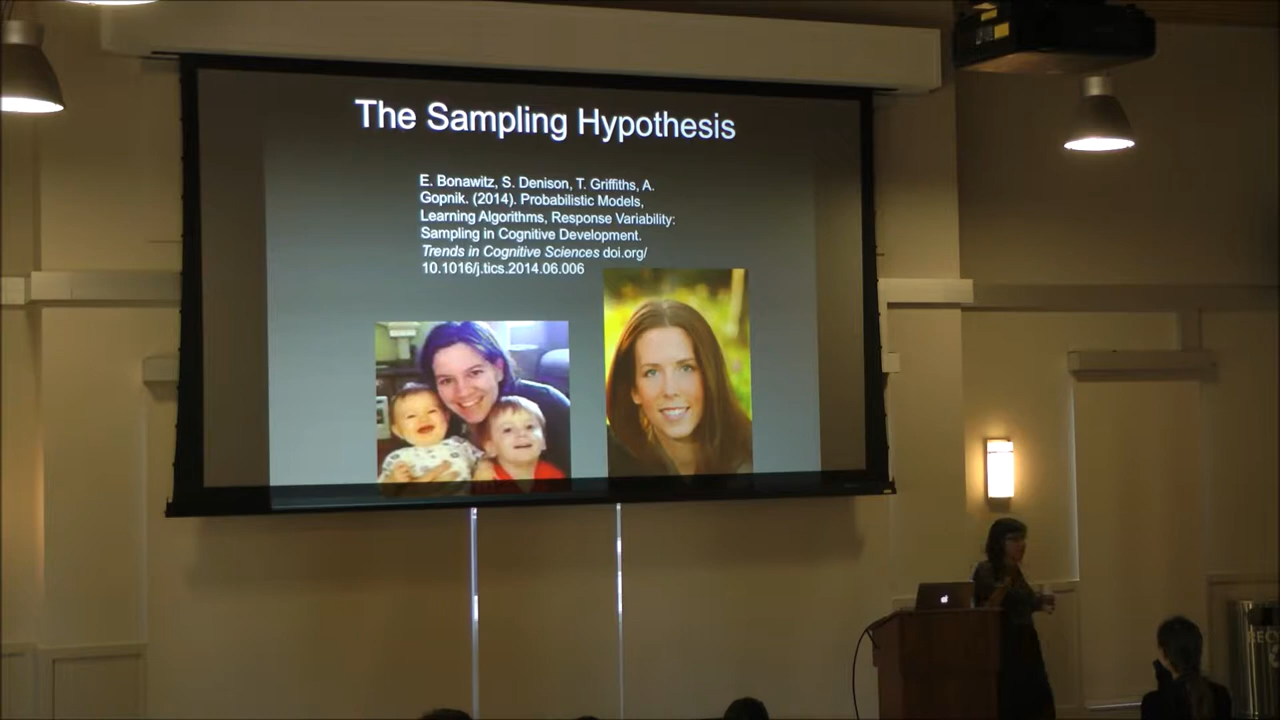 The Sampling Hypothesis
E. Bonawitz, S. Denison, T. Griffiths, A.
Gopnik. (2014). Probabilistic Models,
Learning Algorithms, Response Variability:
Sampling in Cognitive Development.
Trends in Cognitive Sciences doi.org/
10.1016/j.tics.2014.06.006